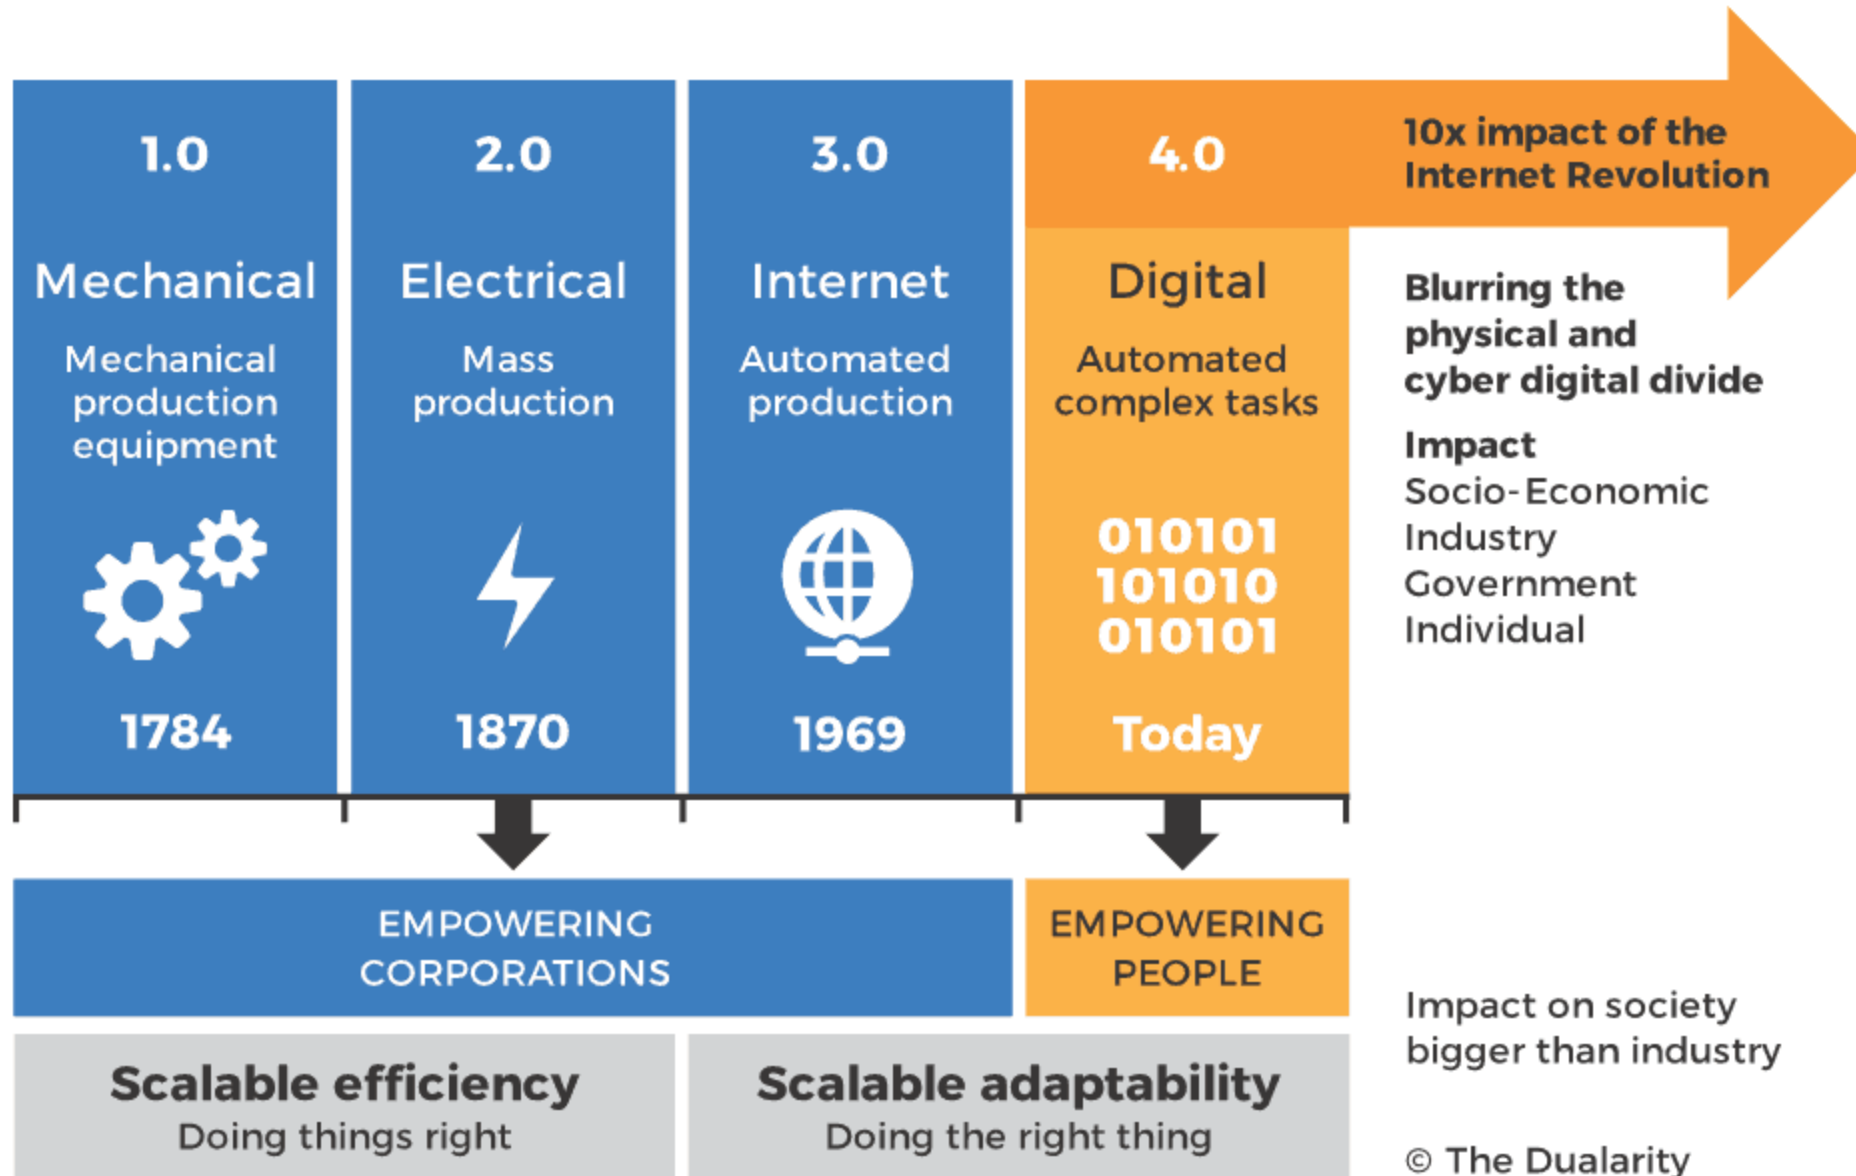 1.0
Mechanical
Mechanical
production
equipment
1784
2.0
Electrical
Mass
production
1870
3.0
Internet
Automated
production
1969
4.0
Digital
Automated
complex tasks
010101
101010
010101
Today
10x impact of the
Internet Revolution
Blurring the
physical and
cyber digital divide
Impact
Socio-Economic
Industry
Government
Individual
EMPOWERING
CORPORATIONS
EMPOWERING
PEOPLE
Scalable efficiency
Doing things right
Scalable adaptability
Doing the right thing
Impact on society
bigger than industry
© The Dualarity